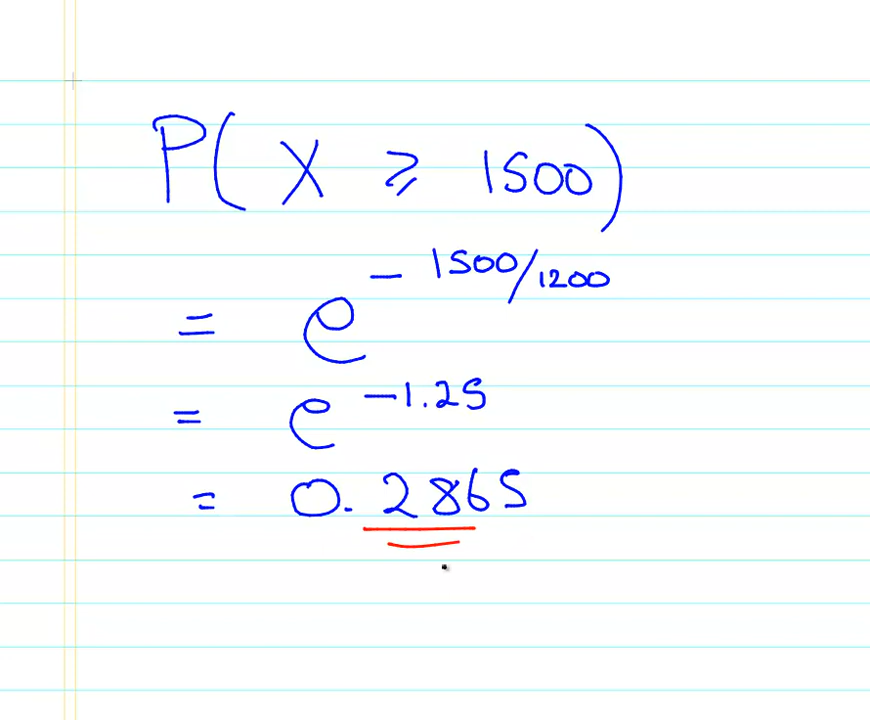 P( X ⩾ 1500)
= e^- 1500/1200
= e^-1.25
= 0.2865